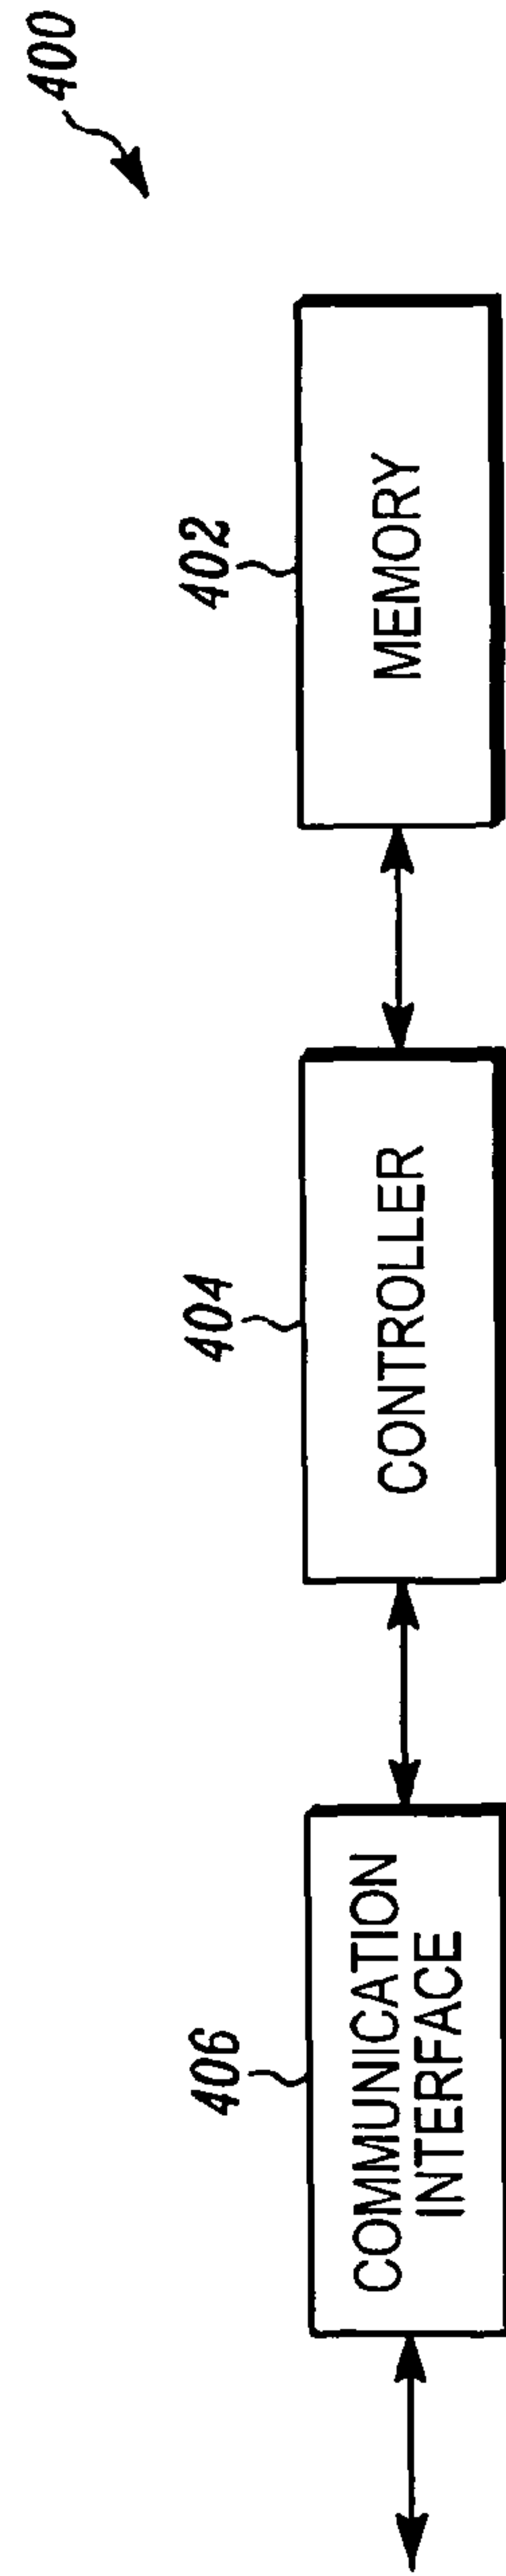 400
406
404
402
COMMUNICATION
INTERFACE
CONTROLLER
MEMORY